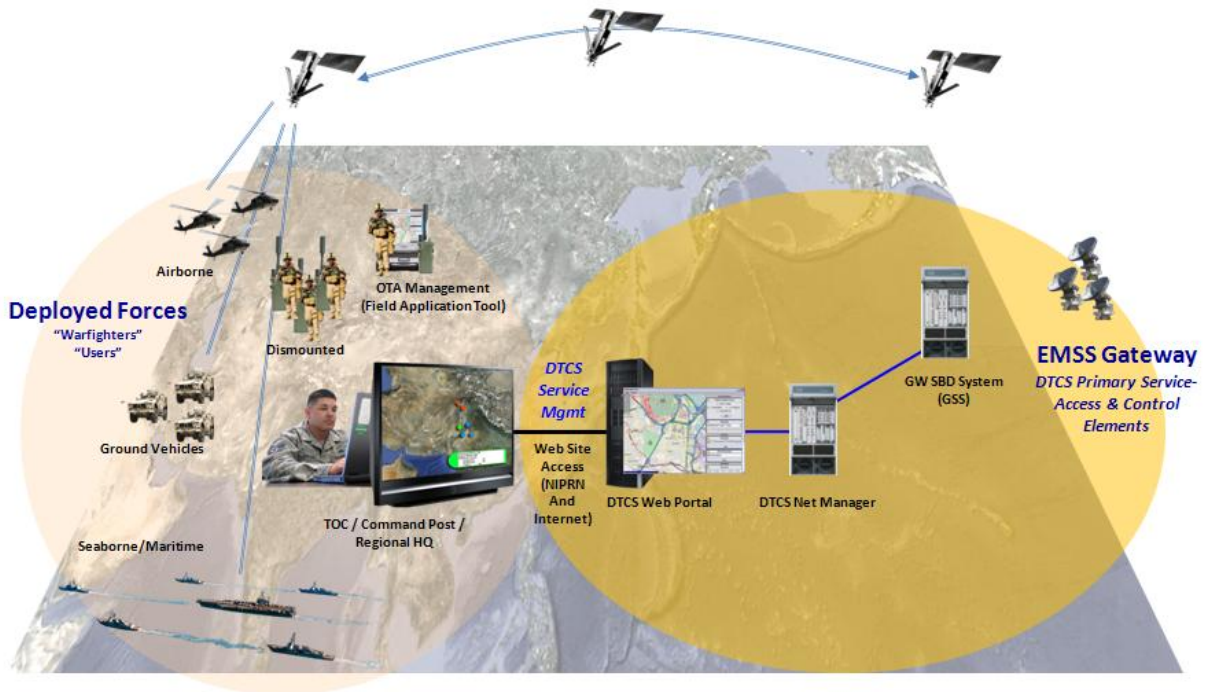 Airborne
OTA Management
(Field Application Tool)
Deployed Forces
“Warfighters”
“Users”
Dismounted
Ground Vehicles
TOC / Command Post /
Regional HQ
Seaborne/Maritime
DTCS
Service
Mgmt
Web Site
Access
(NIPRN
And
Internet)
DTCS Web Portal
DTCS Net Manager
GW SBD System
(GSS)
EMSS Gateway
DTCS Primary Service-
Access & Control
Elements